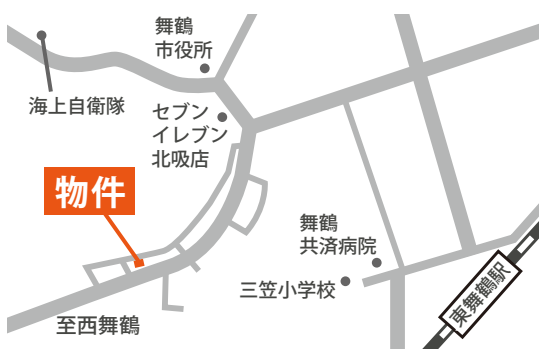 舞鶴
市役所
海上自衛隊
セブン
イレブン
北吸店
物件
舞鶴
共済病院
三笠小学校
東舞鶴駅
至西舞鶴